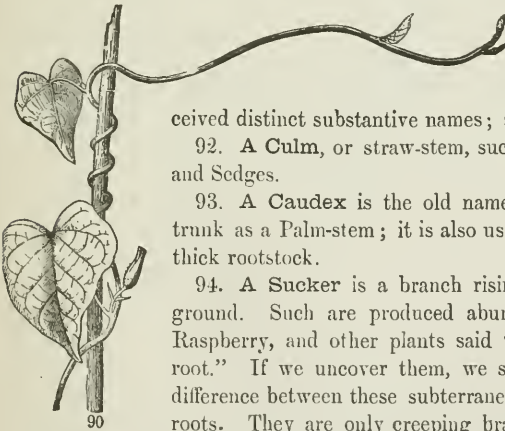 ceived distinct substantive names;
92. A Culm, or straw-stem, suc
and Sedges.
93. A Caudex is the old name
trunk as a Palm-stem; it is also us
thick rootstock.
94. A Sucker is a branch risin
ground. Such are produced abun
Raspberry, and other plants said
root." If we uncover them, we s
difference between these subterrane
roots. They are only creeping bra
90